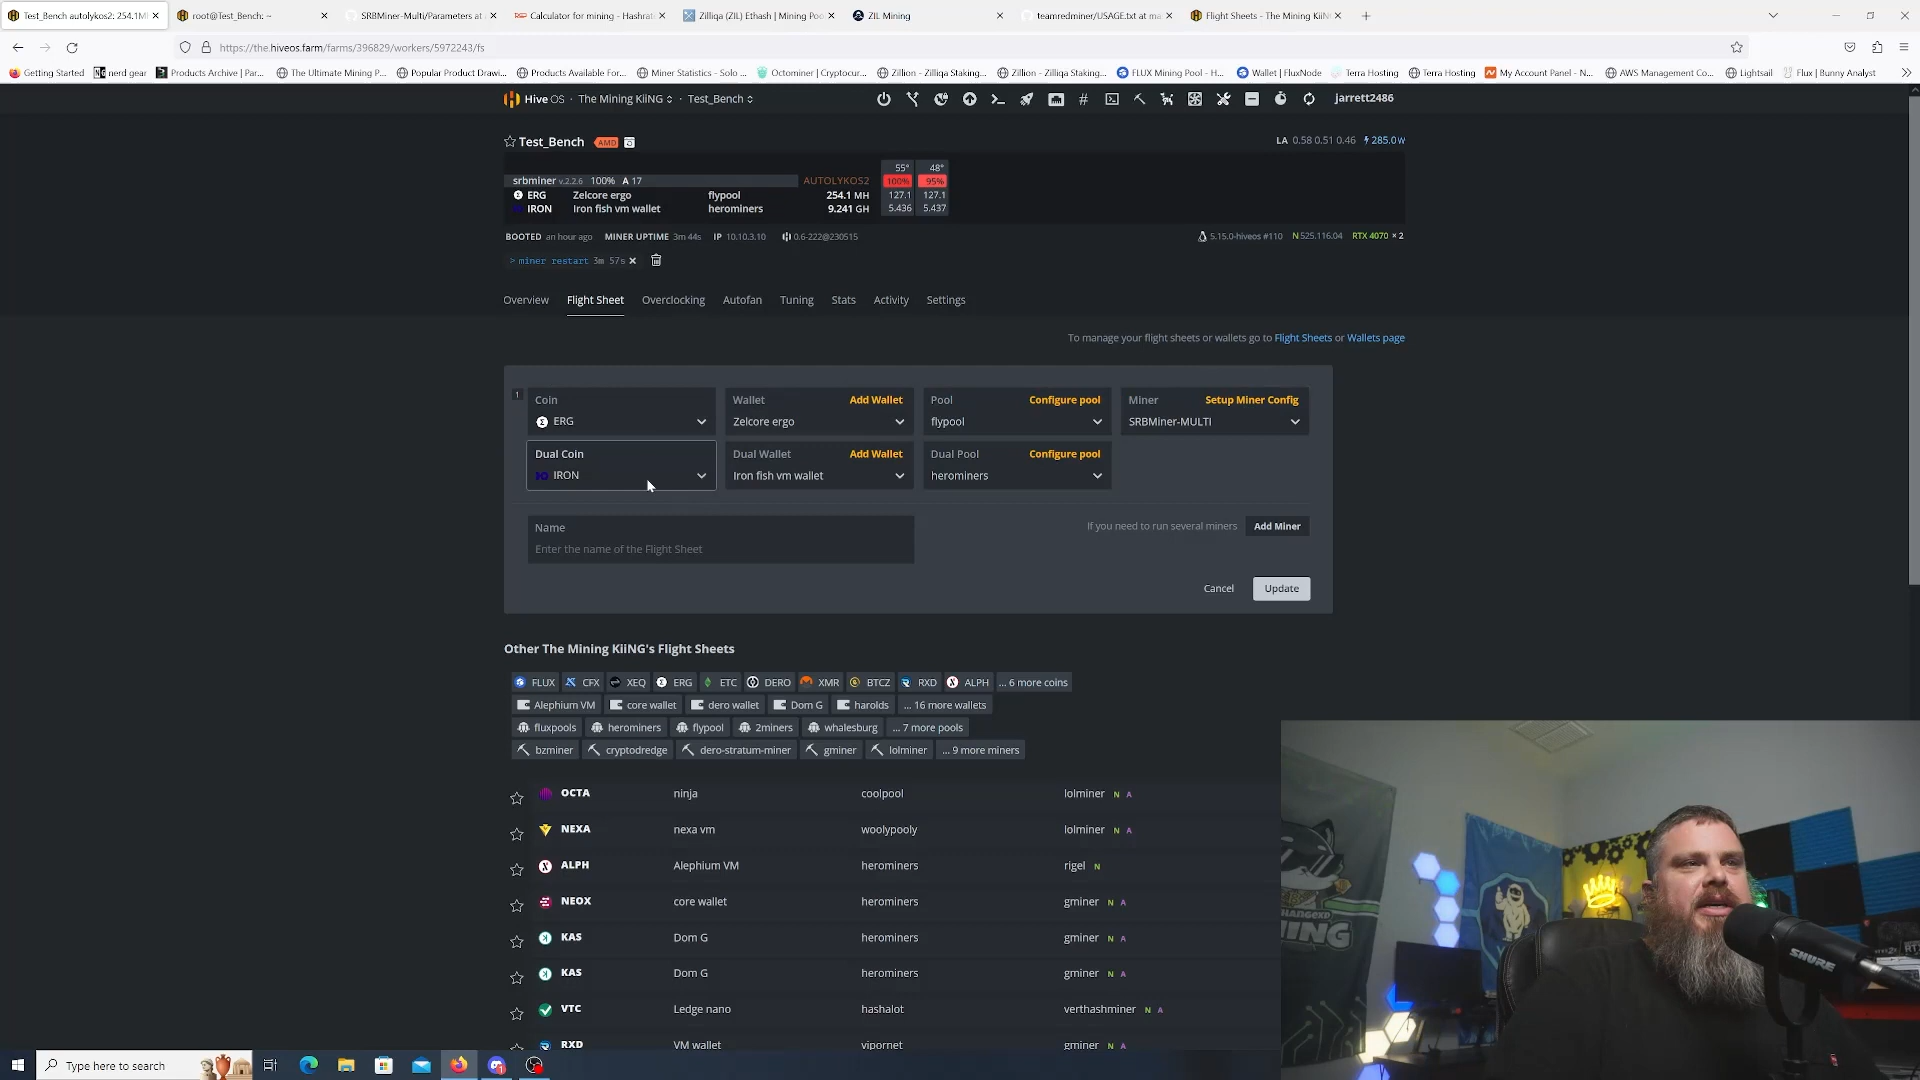 Test_Bench autolykos2: 254.1M
root@Test_Bench: ~
SRBMiner-Multi/Parameters at
Calculator for mining - Hashrate
Zilliqa (ZIL) Ethash | Mining Poo
ZIL Mining
teamredminer/USAGE.txt at ma
Flight Sheets - The Mining KiiN
https://the.hiveos.farm/farms/396829/workers/5972243/fs
Getting Started
nerd gear
Products Archive | Par...
The Ultimate Mining P...
Popular Product Drawi...
Products Available For...
Miner Statistics - Solo ...
Octominer | Cryptocur...
Zillion - Zilliqa Staking...
Zillion - Zilliqa Staking...
FLUX Mining Pool - H...
Wallet | FluxNode
Terra Hosting
Terra Hosting
My Account Panel - N...
AWS Management Co...
Lightsail
Flux | Bunny Analyst
Hive OS · The Mining KiiNG · Test_Bench
jarrett2486
Test_Bench AMD
LA 0.58 0.51 0.46 285.0 W
55° 48°
srbminer v.2.2.6 100% A 17 AUTOLYKOS2 100% 95%
ERG Zelcore ergo flypool 254.1 MH 127.1 127.1
IRON Iron fish vm wallet herominers 9.241 GH 5.436 5.437
BOOTED an hour ago MINER UPTIME 3m 44s IP 10.10.3.10 0.6-222@230515
5.15.0-hiveos #110 N 525.116.04 RTX 4070 × 2
> miner restart 3m 57s
Overview Flight Sheet Overclocking Autofan Tuning Stats Activity Settings
To manage your flight sheets or wallets go to Flight Sheets or Wallets page
1
Coin
ERG
Wallet Add Wallet
Zelcore ergo
Pool Configure pool
flypool
Miner Setup Miner Config
SRBMiner-MULTI
Dual Coin
IRON
Dual Wallet Add Wallet
Iron fish vm wallet
Dual Pool Configure pool
herominers
Name
Enter the name of the Flight Sheet
If you need to run several miners Add Miner
Cancel Update
Other The Mining KiiNG's Flight Sheets
FLUX CFX XEQ ERG ETC DERO XMR BTCZ RXD ALPH ... 6 more coins
Alephium VM core wallet dero wallet Dom G harolds ... 16 more wallets
fluxpools herominers flypool 2miners whalesburg ... 7 more pools
bzminer cryptodredge dero-stratum-miner gminer lolminer ... 9 more miners
OCTA ninja coolpool lolminer N A
NEXA nexa vm woolypooly lolminer N A
ALPH Alephium VM herominers rigel N
NEOX core wallet herominers gminer N A
KAS Dom G herominers gminer N A
KAS Dom G herominers gminer N A
VTC Ledge nano hashalot verthashminer N A
RXD VM wallet vipornet gminer N A
SHURE
Type here to search